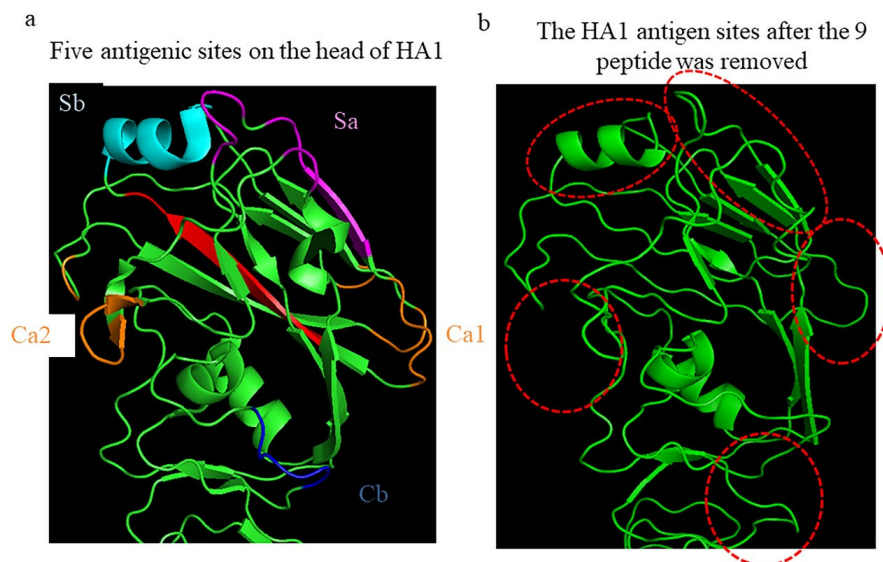 a
Five antigenic sites on the head of HA1
Sb
Sa
Ca2
Ca1
Cb
b
The HA1 antigen sites after the 9
peptide was removed